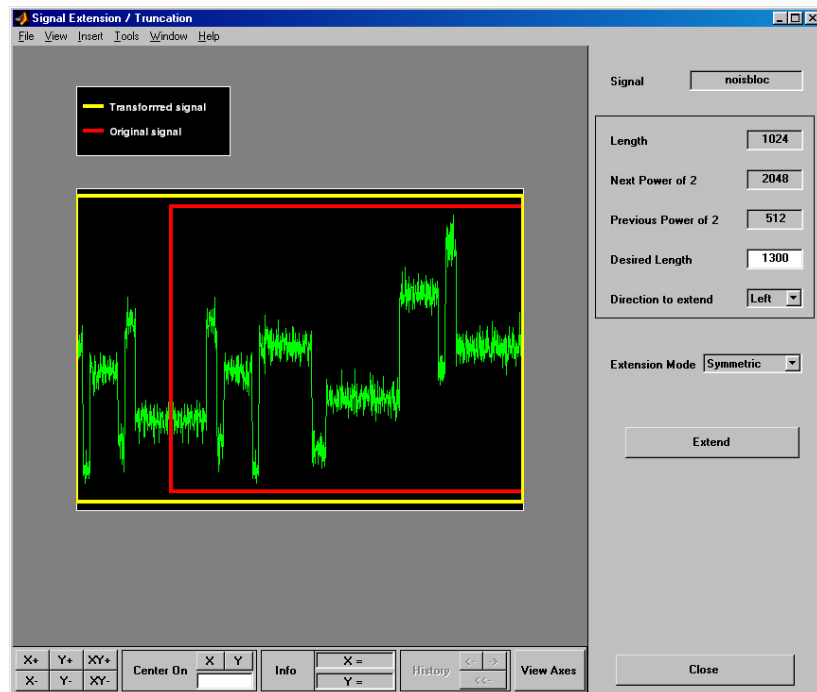 Signal Extension / Truncation
File View Insert Tools Window Help
Transformed signal
Original signal
Signal noisbloc
Length 1024
Next Power of 2 2048
Previous Power of 2 512
Desired Length 1300
Direction to extend Left
Extension Mode Symmetric
Extend
X+ Y+ XY+
X- Y- XY-
Center On X Y
Info X =
Y =
History <- ->
<<-
View Axes
Close